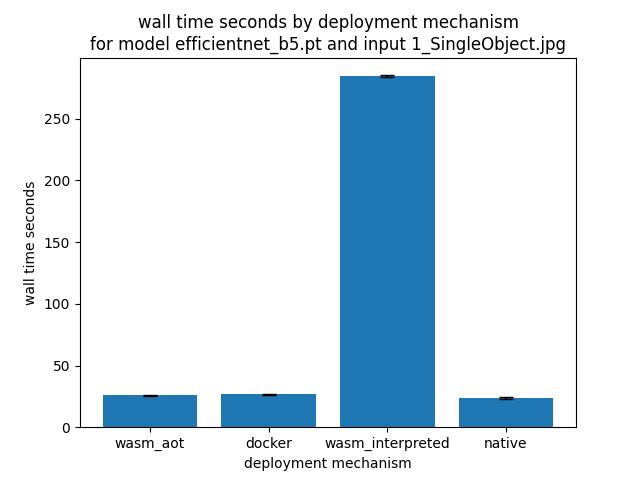 wall time seconds by deployment mechanism
for model efficientnet_b5.pt and input 1_SingleObject.jpg
wall time seconds
250
200
150
100
50
0
wasm_aot
docker
wasm_interpreted
native
deployment mechanism